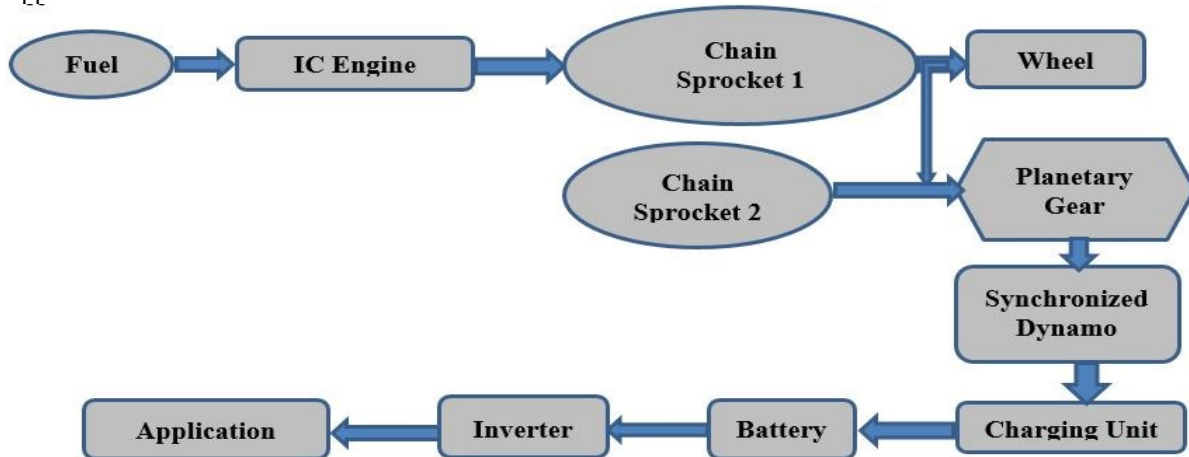 Fuel
IC Engine
Chain
Sprocket 1
Wheel
Chain
Sprocket 2
Planetary
Gear
Synchronized
Dynamo
Application
Inverter
Battery
Charging Unit